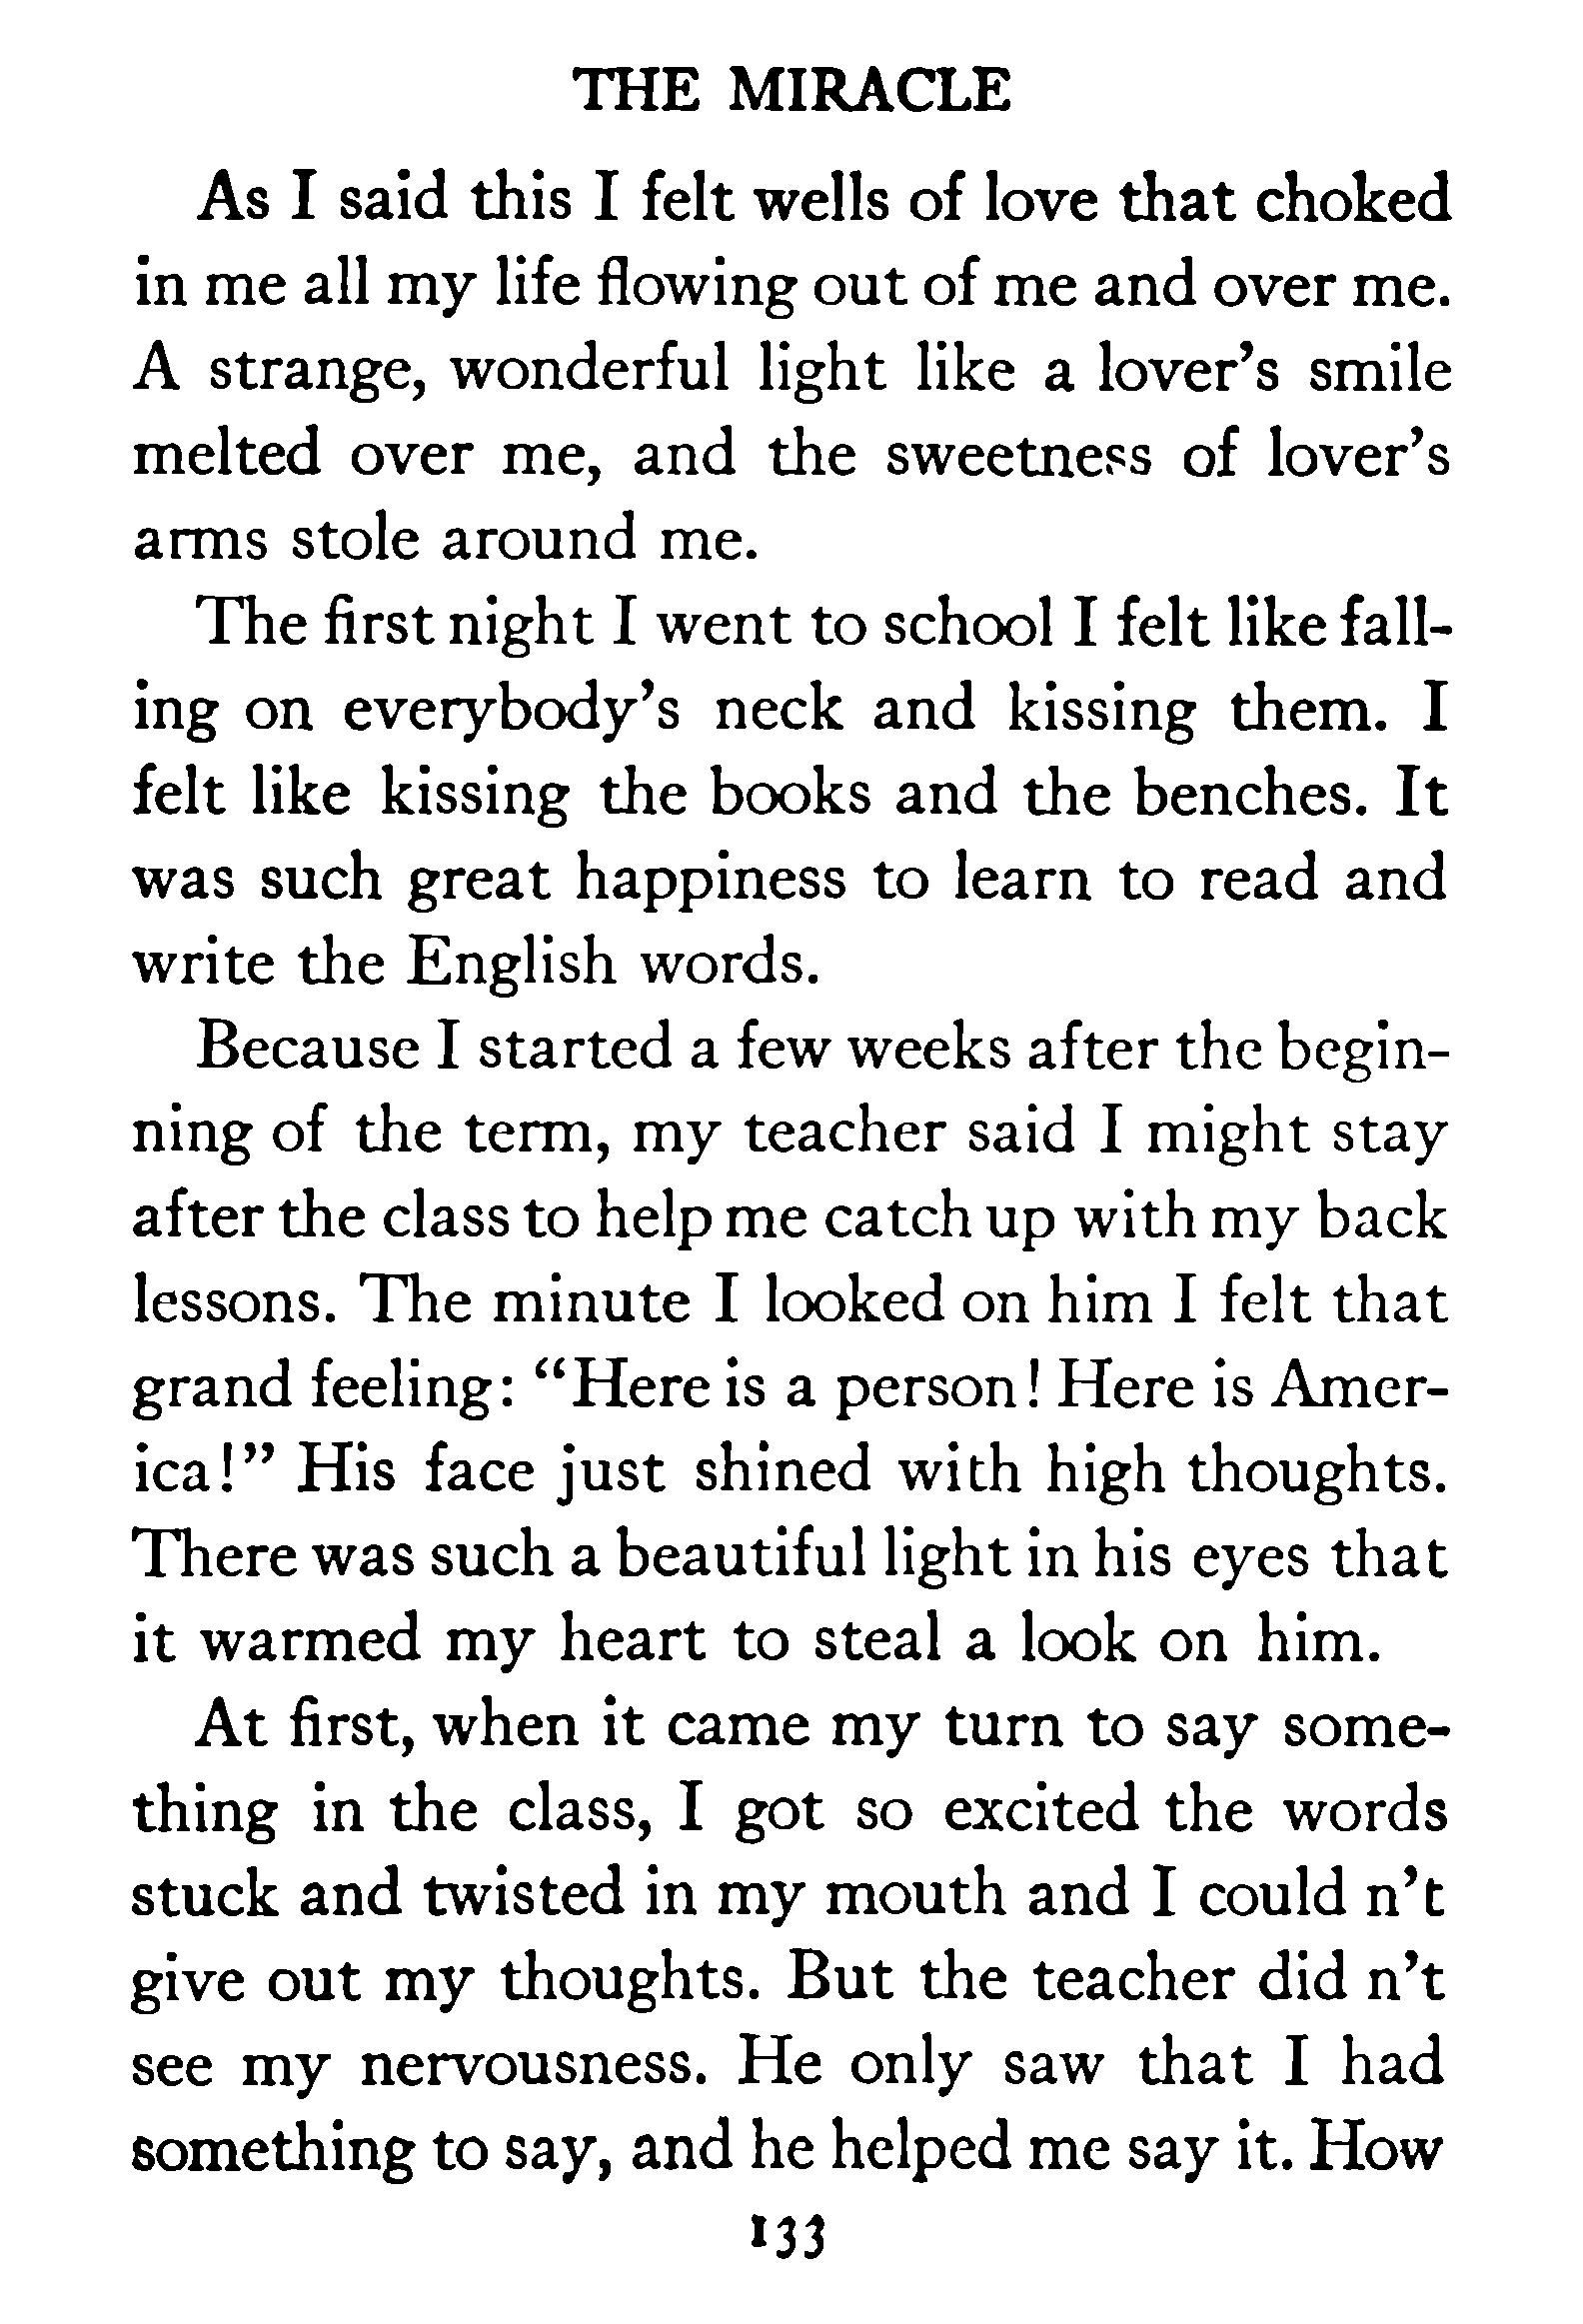 THE MIRACLE
As I said this I felt wells of love that choked
in me all my life flowing out of me and over me.
A strange, wonderful light like a lover's smile
melted over me, and the sweetness of lover's
arms stole around me.
The first night I went to school I felt like fall-
ing on everybody's neck and kissing them. I
felt like kissing the books and the benches. It
was such great happiness to learn to read and
write the English words.
Because I started a few weeks after the begin-
ning of the term, my teacher said I might stay
after the class to help me catch up with my back
lessons. The minute I looked on him I felt that
grand feeling: “Here is a person! Here is Amer-
ica!” His face just shined with high thoughts.
There was such a beautiful light in his eyes that
it warmed my heart to steal a look on him.
At first, when it came my turn to say some-
thing in the class, I got so excited the words
stuck and twisted in my mouth and I could n't
give out my thoughts. But the teacher did n't
see my nervousness. He only saw that I had
something to say, and he helped me say it. How
133